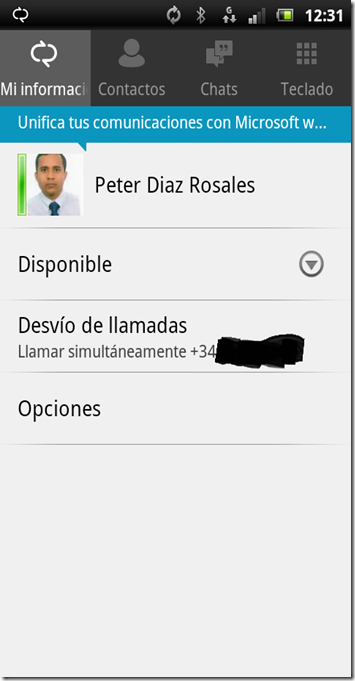 G
12:31
Mi informaci
Contactos
Chats
Teclado
Unifica tus comunicaciones con Microsoft w...
Peter Diaz Rosales
Disponible
Desvío de llamadas
Llamar simultáneamente +34
Opciones